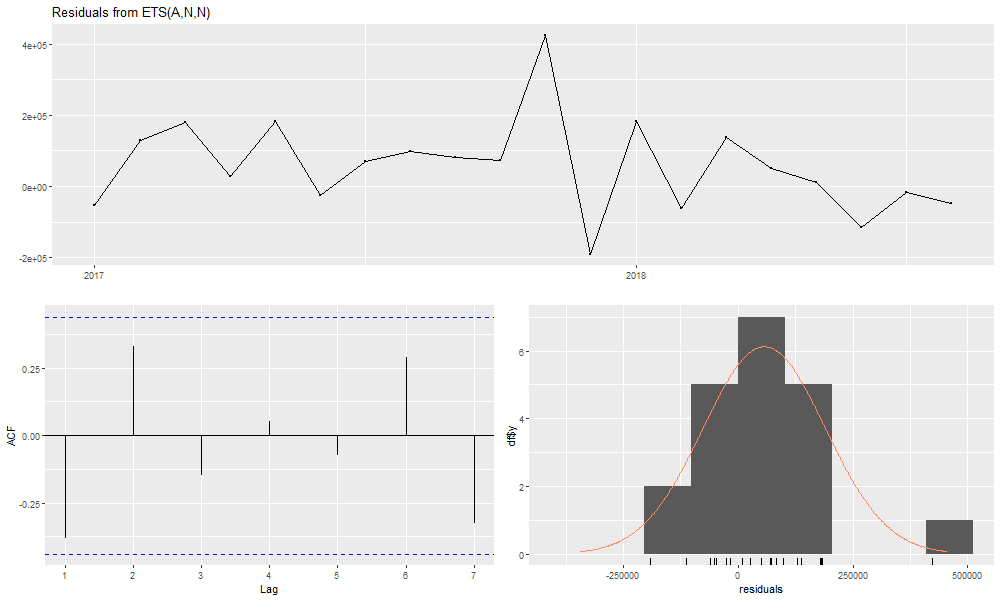 Residuals from ETS(A,N,N)
4e+05
2e+05
0e+00
-2e+05
2017 2018
ACF
0.25
0.00
-0.25
1 2 3 4 5 6 7
Lag
df$y
6
4
2
0
-250000 0 250000 500000
residuals